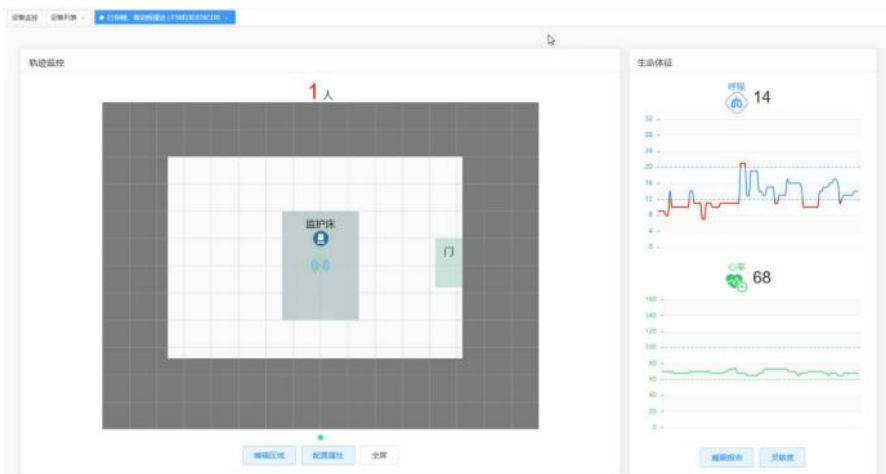 设备监控 设备列表
轨迹监控
1人
监护床
门
编辑区域 配置属性 全屏
生命体征
呼吸 14
32
28
24
20
16
12
8
4
0
心率 68
160
140
120
100
80
60
40
20
0
睡眠报告 灵敏度